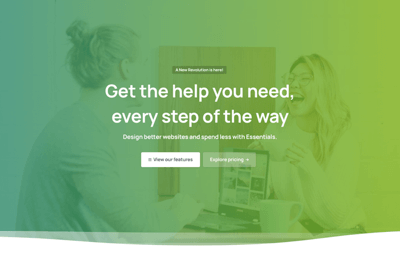 A New Revolution is here!
Get the help you need,
every step of the way
Design better websites and spend less with Essentials.
View our features
Explore pricing